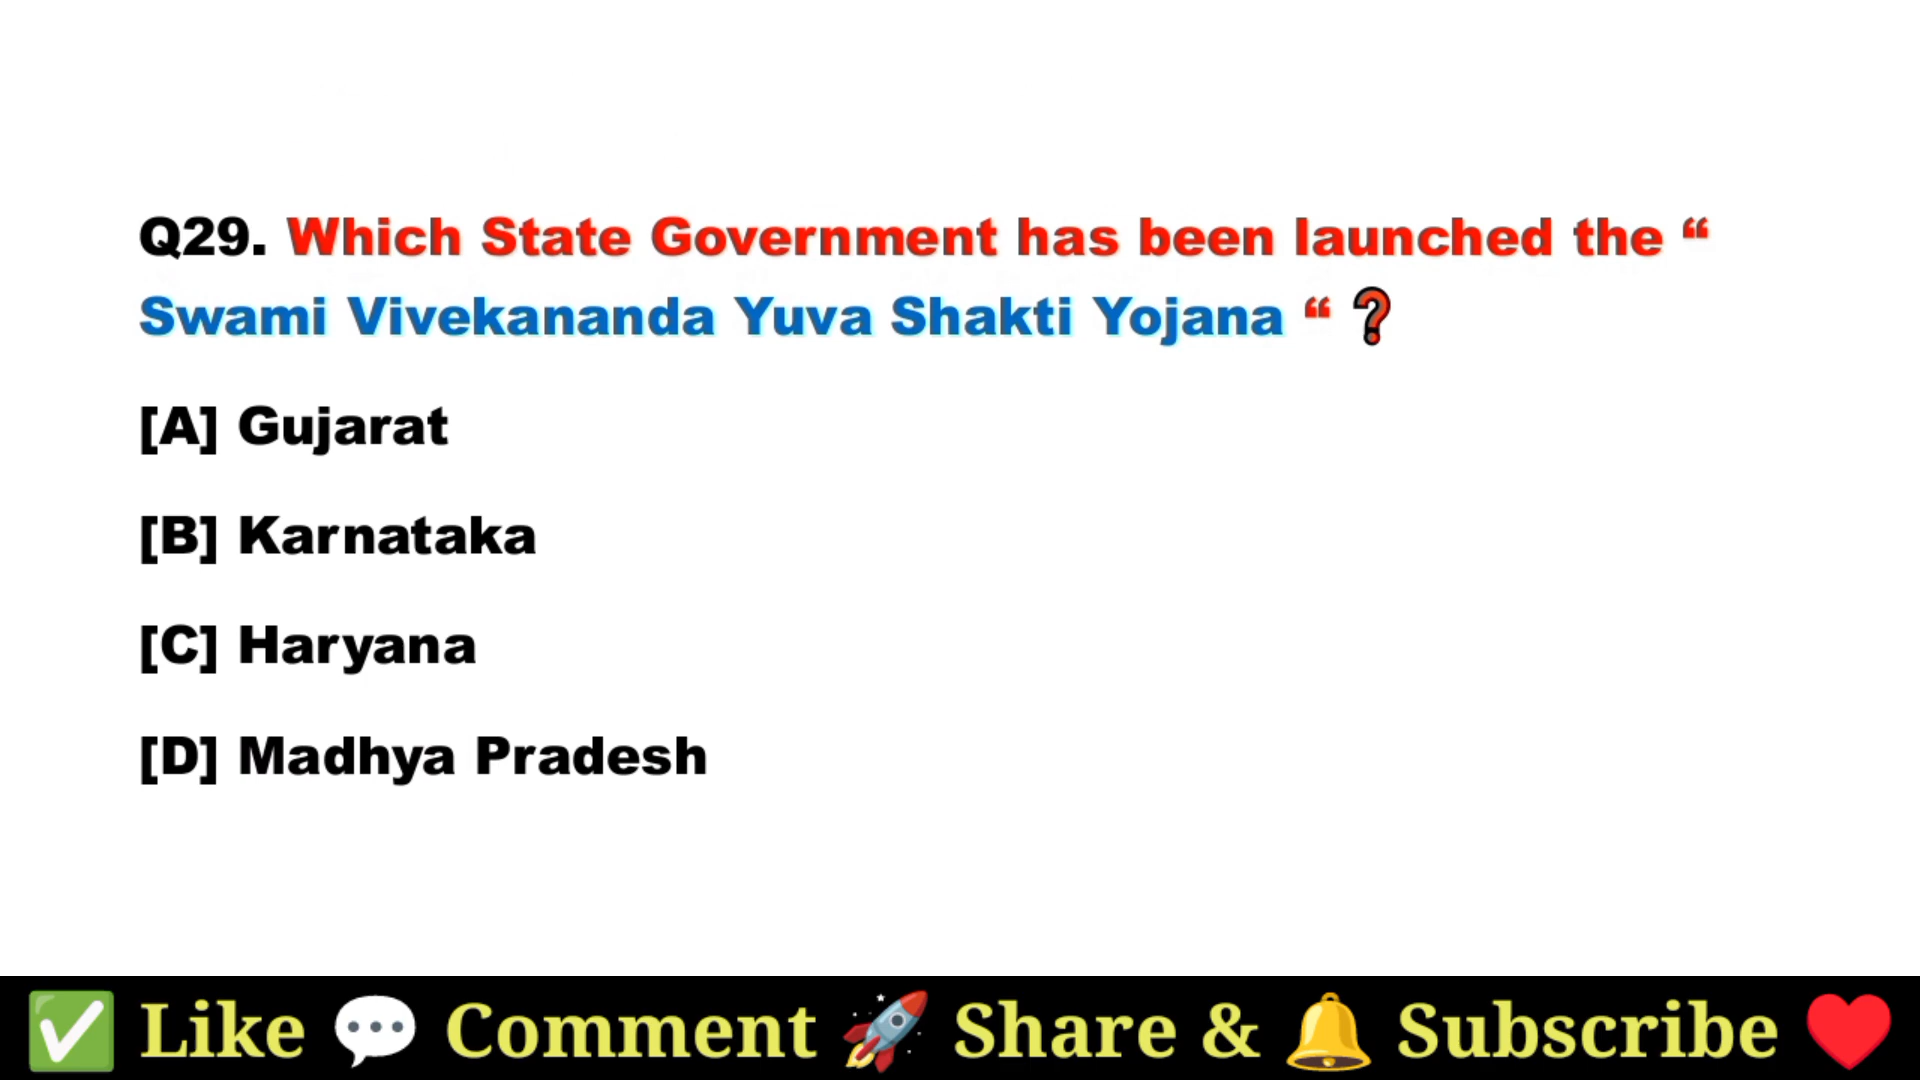 Q29. Which State Government has been launched the “
Swami Vivekananda Yuva Shakti Yojana “ ❓
[A] Gujarat
[B] Karnataka
[C] Haryana
[D] Madhya Pradesh
✅ Like 💬 Comment 🚀 Share & 🔔 Subscribe ❤️